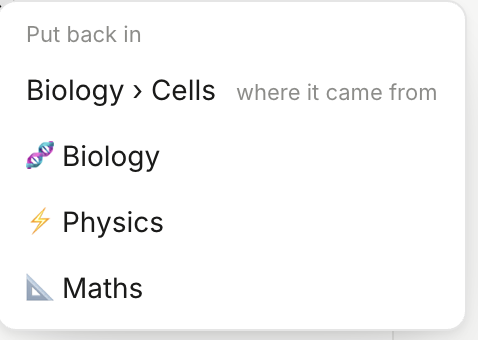 Put back in
Biology › Cells where it came from
🧬 Biology
⚡ Physics
📐 Maths